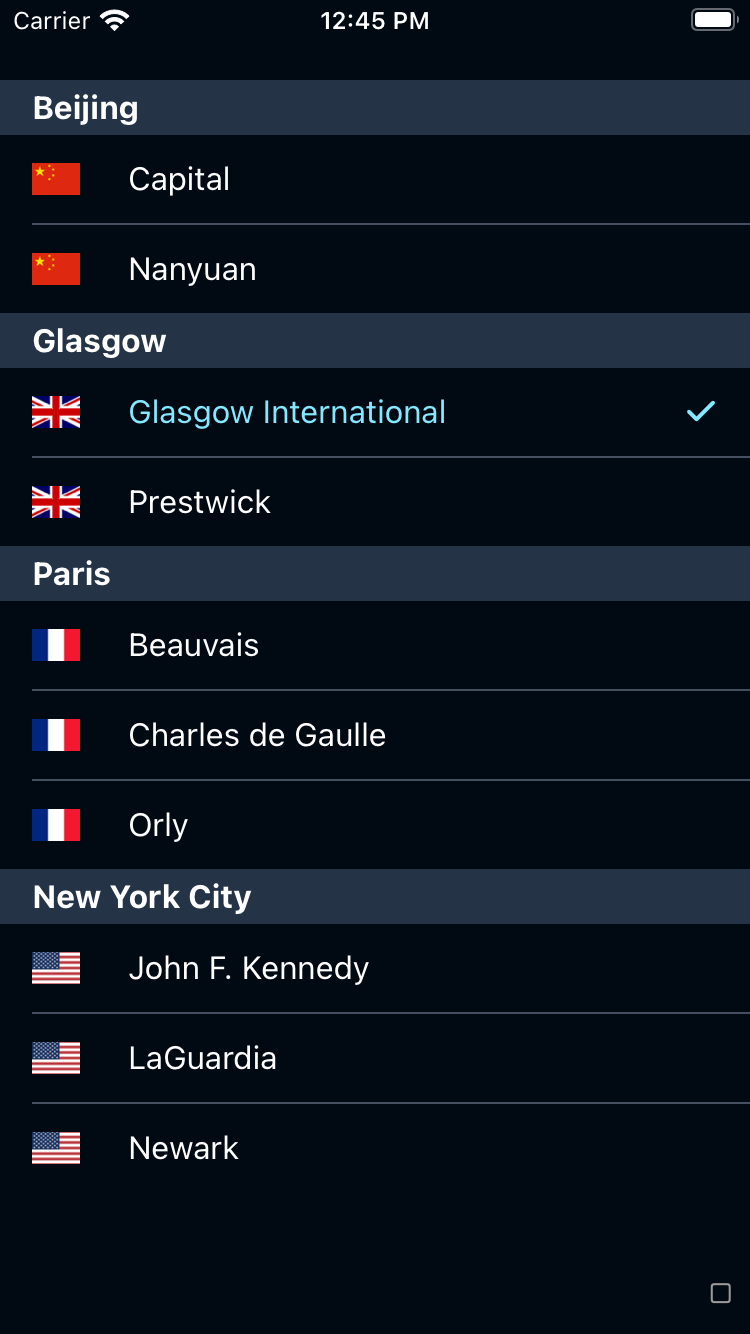 Carrier 12:45 PM
Beijing
Capital
Nanyuan
Glasgow
Glasgow International
Prestwick
Paris
Beauvais
Charles de Gaulle
Orly
New York City
John F. Kennedy
LaGuardia
Newark